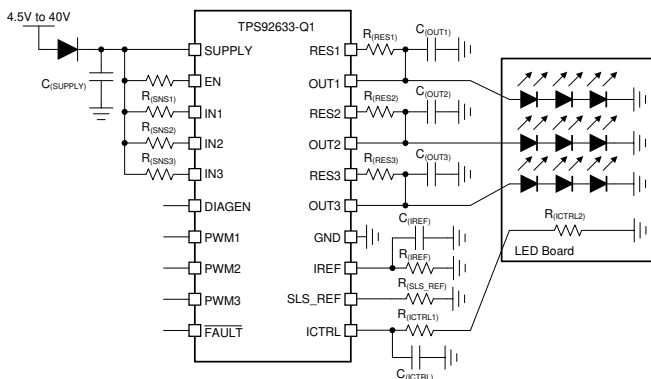 4.5V to 40V
TPS92633-Q1
C(SUPPLY)
SUPPLY
EN
R(SNS1)
IN1
R(SNS2)
IN2
R(SNS3)
IN3
DIAGEN
PWM1
PWM2
PWM3
FAULT
RES1
R(RES1)
C(OUT1)
OUT1
RES2
R(RES2)
C(OUT2)
OUT2
RES3
R(RES3)
C(OUT3)
OUT3
GND
C(IREF)
IREF
R(IREF)
SLS_REF
R(SLS_REF)
ICTRL
R(ICTRL1)
C(ICTRL)
R(ICTRL2)
LED Board